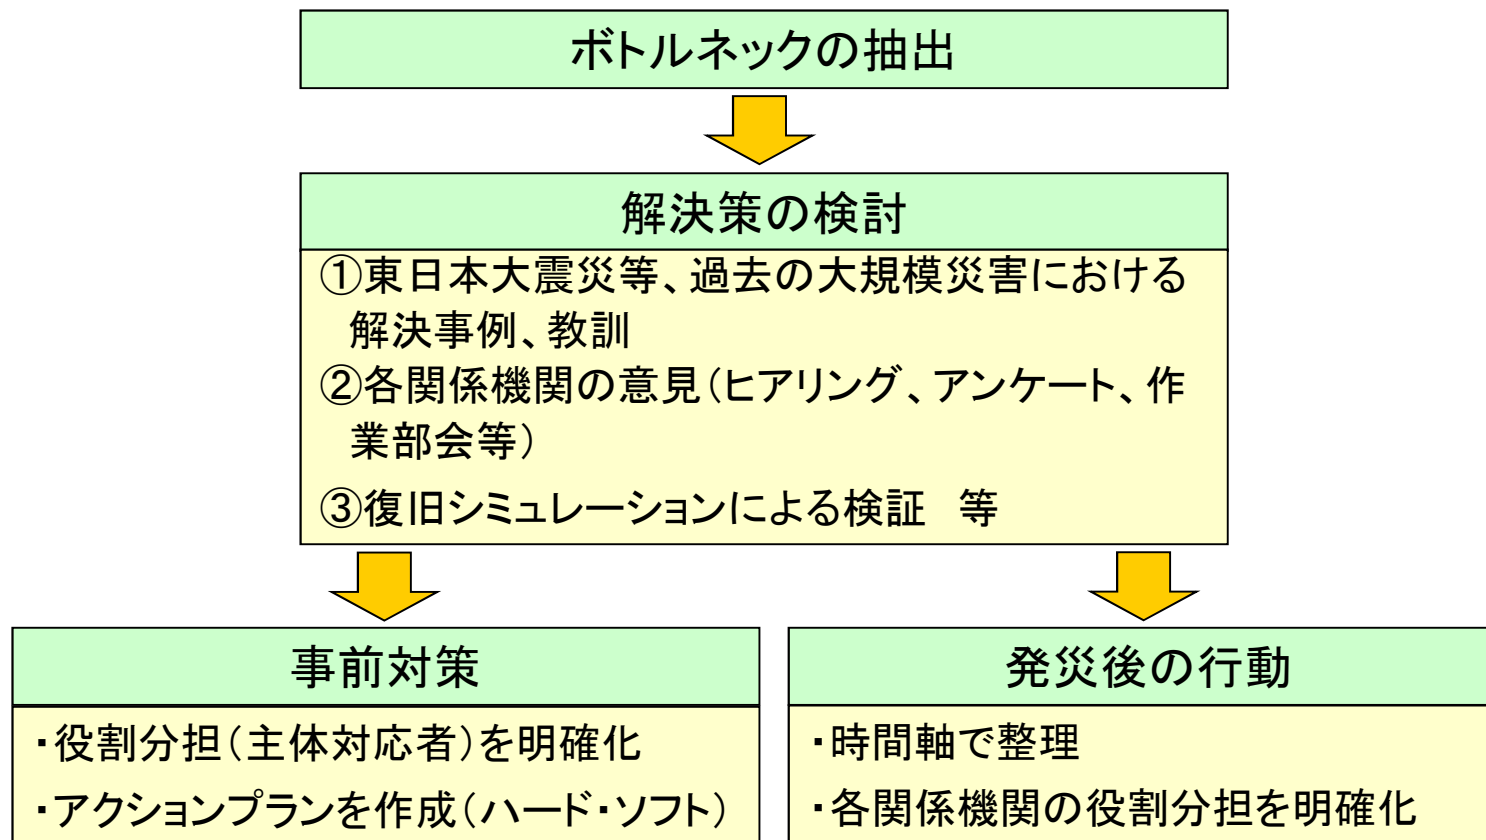 ボトルネックの抽出
解決策の検討
①東日本大震災等、過去の大規模災害における
解決事例、教訓
②各関係機関の意見（ヒアリング、アンケート、作
業部会等）
③復旧シミュレーションによる検証　等
事前対策
・役割分担（主体対応者）を明確化
・アクションプランを作成（ハード・ソフト）
発災後の行動
・時間軸で整理
・各関係機関の役割分担を明確化